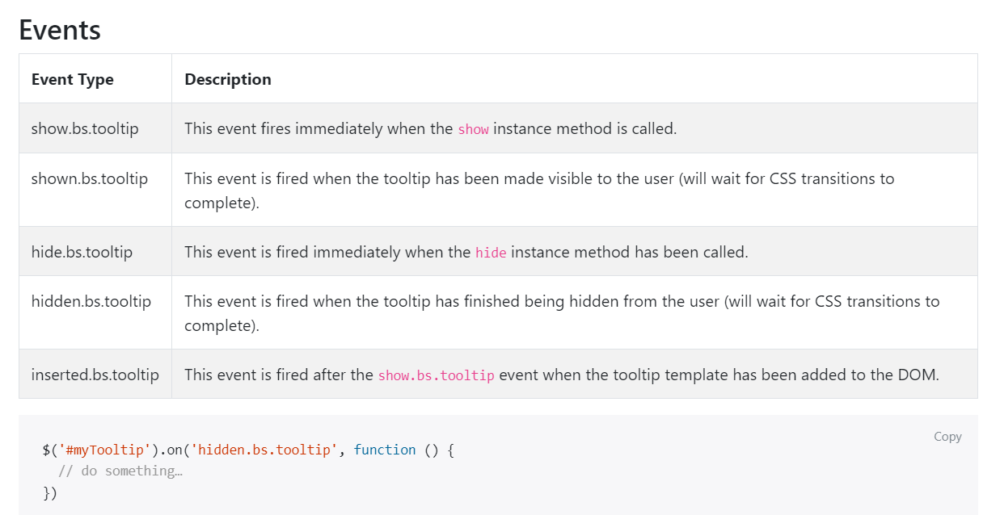 Events
Event Type
Description
show.bs.tooltip
This event fires immediately when the show instance method is called.
shown.bs.tooltip
This event is fired when the tooltip has been made visible to the user (will wait for CSS transitions to
complete).
hide.bs.tooltip
This event is fired immediately when the hide instance method has been called.
hidden.bs.tooltip
This event is fired when the tooltip has finished being hidden from the user (will wait for CSS transitions to
complete).
inserted.bs.tooltip
This event is fired after the show.bs.tooltip event when the tooltip template has been added to the DOM.
Copy
$('#myTooltip').on('hidden.bs.tooltip', function () {
  // do something…
})